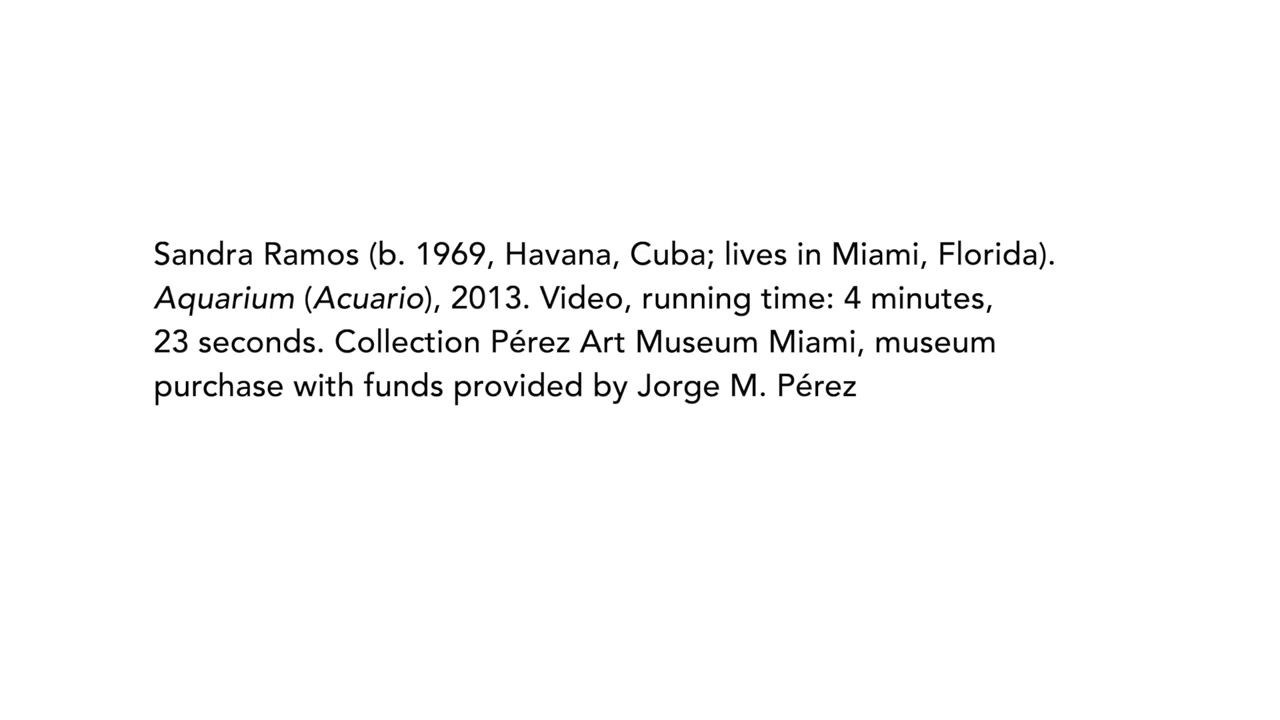 Sandra Ramos (b. 1969, Havana, Cuba; lives in Miami, Florida).
Aquarium (Acuario), 2013. Video, running time: 4 minutes,
23 seconds. Collection Pérez Art Museum Miami, museum
purchase with funds provided by Jorge M. Pérez